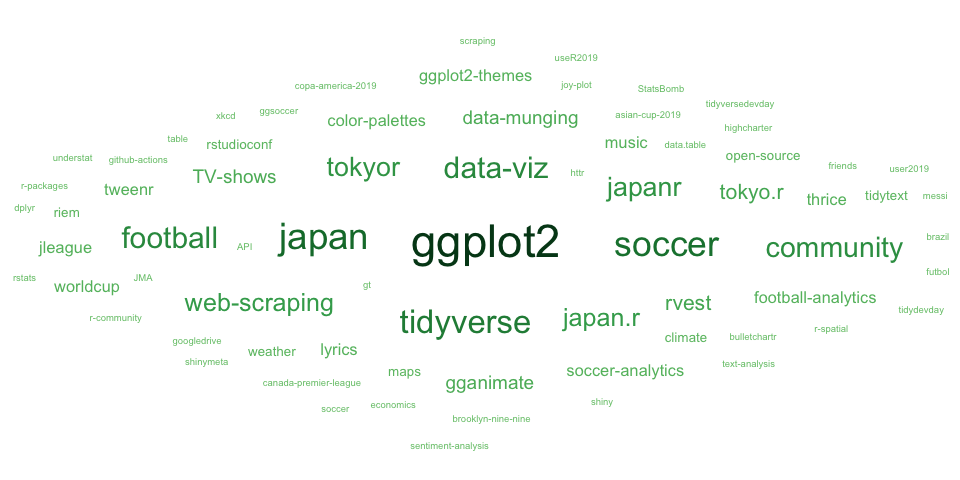 scraping
useR2019
ggplot2-themes
copa-america-2019
joy-plot
StatsBomb
tidyversedevday
xkcd
ggsoccer
color-palettes
data-munging
asian-cup-2019
highcharter
table
rstudioconf
music
data.table
open-source
understat
github-actions
tokyor
data-viz
httr
friends
user2019
r-packages
tweenr
TV-shows
japanr
tokyo.r
thrice
tidytext
messi
dplyr
riem
jleague
football
API
japan
ggplot2
soccer
community
brazil
rstats
worldcup
JMA
gt
futbol
web-scraping
rvest
football-analytics
r-community
tidyverse
japan.r
tidydevday
googledrive
shinymeta
weather
lyrics
climate
bulletchartr
r-spatial
canada-premier-league
maps
gganimate
soccer-analytics
text-analysis
soccer
economics
brooklyn-nine-nine
shiny
sentiment-analysis